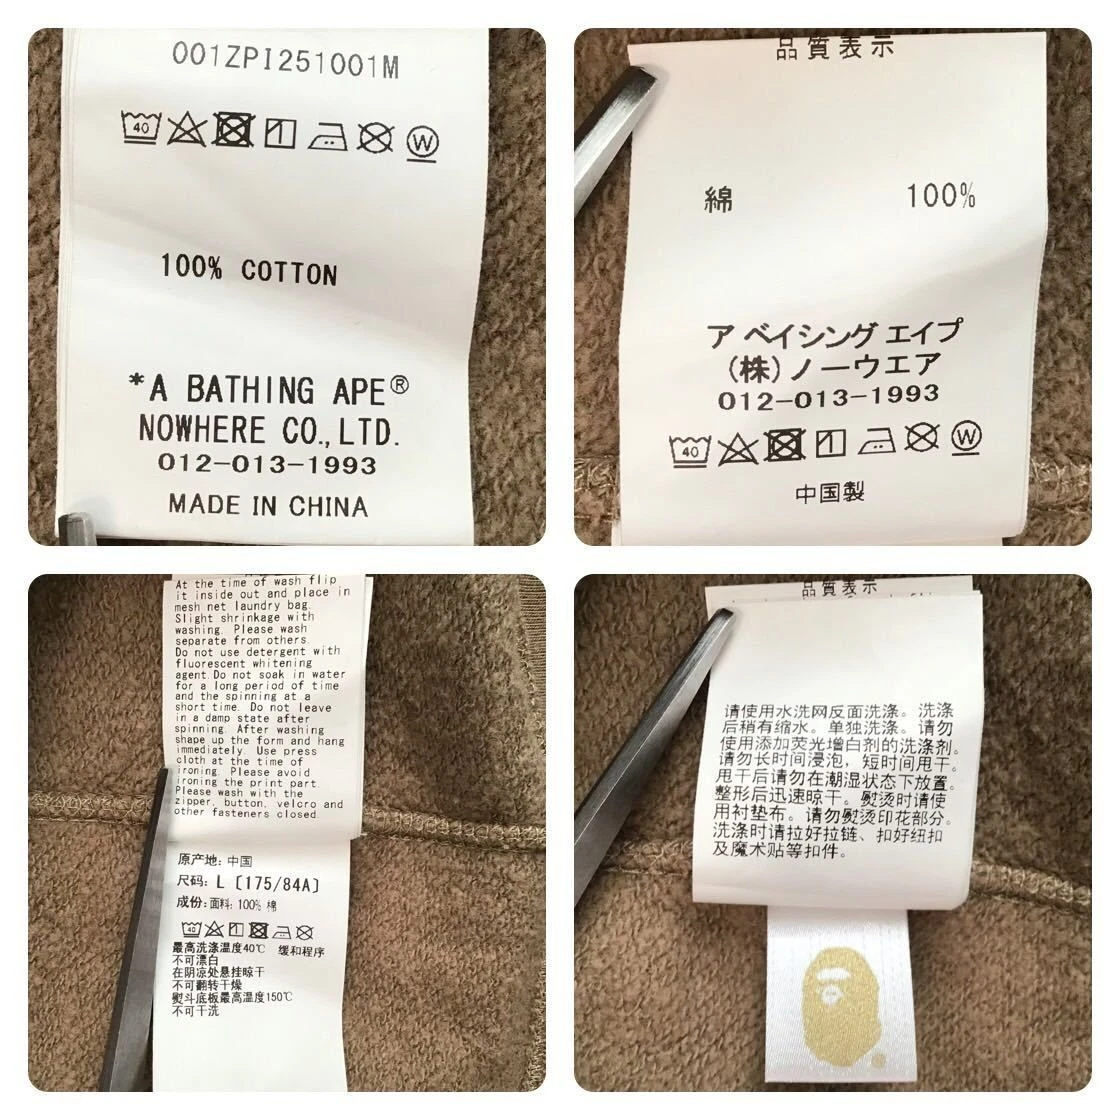 001ZPI251001M
40 W
100% COTTON
*A BATHING APE®
NOWHERE CO.,LTD.
012-013-1993
MADE IN CHINA
品質表示
綿 100%
ア ベイシング エイプ
(株)ノーウエア
012-013-1993
40 W
中国製
At the time of wash flip
it inside out and place in
mesh net laundry bag.
Slight shrinkage with
washing. Please wash
separate from others.
Do not use detergent with
fluorescent whitening
agent.Do not soak in water
for a long period of time
and the spinning at a
short time. Do not leave
in a damp state after
spinning. After washing
shape up the form and hang
immediately. Use press
cloth at the time of
ironing. Please avoid
ironing the print part.
Please wash with the
zipper, button, velcro and
other fasteners closed.
原产地: 中国
尺码: L [175/84A]
成份: 面料: 100% 棉
40
最高洗涤温度40℃ 缓和程序
不可漂白
在阴凉处悬挂晾干
不可翻转干燥
熨斗底板最高温度150℃
不可干洗
品質表示
请使用水洗网反面洗涤。洗涤
后稍有缩水。单独洗涤。请勿
使用添加荧光增白剂的洗涤剂。
请勿长时间浸泡，短时间甩干。
甩干后请勿在潮湿状态下放置。
整形后迅速晾干。熨烫时请使
用衬垫布。请勿熨烫印花部分。
洗涤时请拉好拉链、扣好纽扣
及魔术贴等扣件。